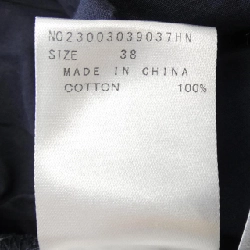 NO23003039037HN
SIZE 38
MADE IN CHINA
COTTON 100%